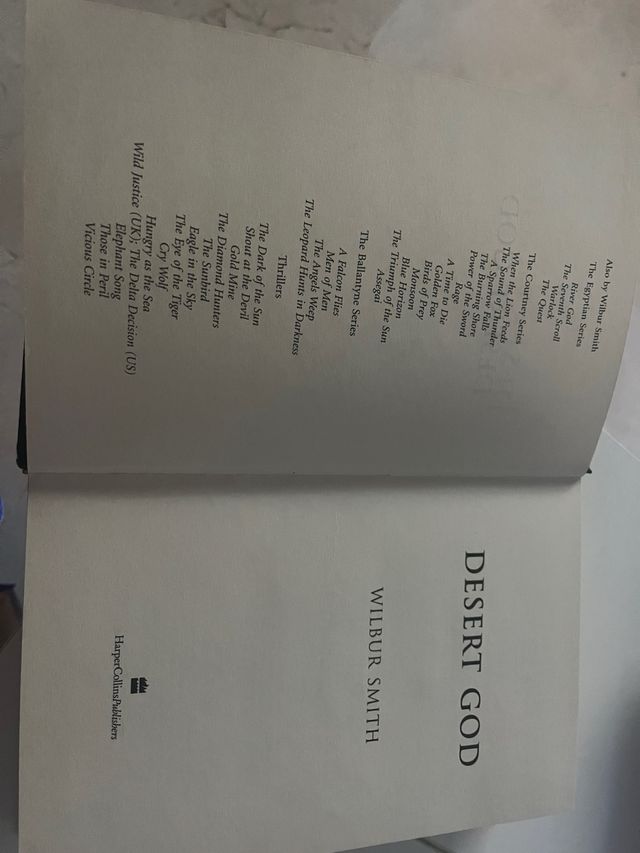 Also by Wilbur Smith
The Egyptian Series
River God
The Seventh Scroll
Warlock
The Quest
The Courtney Series
When the Lion Feeds
The Sound of Thunder
A Sparrow Falls
The Burning Shore
Power of the Sword
Rage
A Time to Die
Golden Fox
Birds of Prey
Monsoon
Blue Horizon
The Triumph of the Sun
Assegai
The Ballantyne Series
A Falcon Flies
Men of Men
The Angels Weep
The Leopard Hunts in Darkness
Thrillers
The Dark of the Sun
Shout at the Devil
Gold Mine
The Diamond Hunters
The Sunbird
Eagle in the Sky
The Eye of the Tiger
Cry Wolf
Hungry as the Sea
Wild Justice (UK); The Delta Decision (US)
Elephant Song
Those in Peril
Vicious Circle
DESERT GOD
WILBUR SMITH
HarperCollinsPublishers